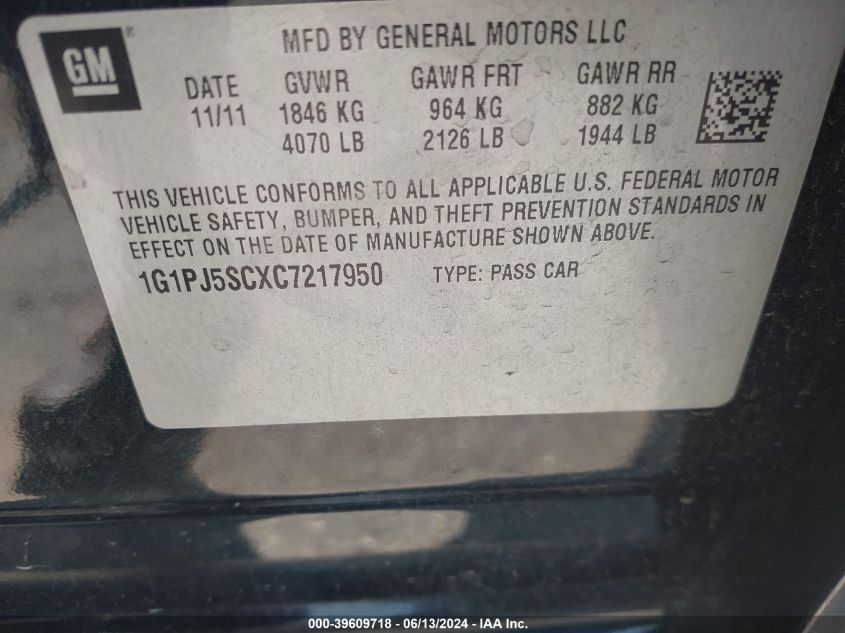 GM ®
MFD BY GENERAL MOTORS LLC
DATE GVWR GAWR FRT GAWR RR
11/11 1846 KG 964 KG 882 KG
4070 LB 2126 LB 1944 LB
THIS VEHICLE CONFORMS TO ALL APPLICABLE U.S. FEDERAL MOTOR
VEHICLE SAFETY, BUMPER, AND THEFT PREVENTION STANDARDS IN
EFFECT ON THE DATE OF MANUFACTURE SHOWN ABOVE.
1G1PJ5SCXC7217950 TYPE: PASS CAR
000-39609718 - 06/13/2024 - IAA Inc.